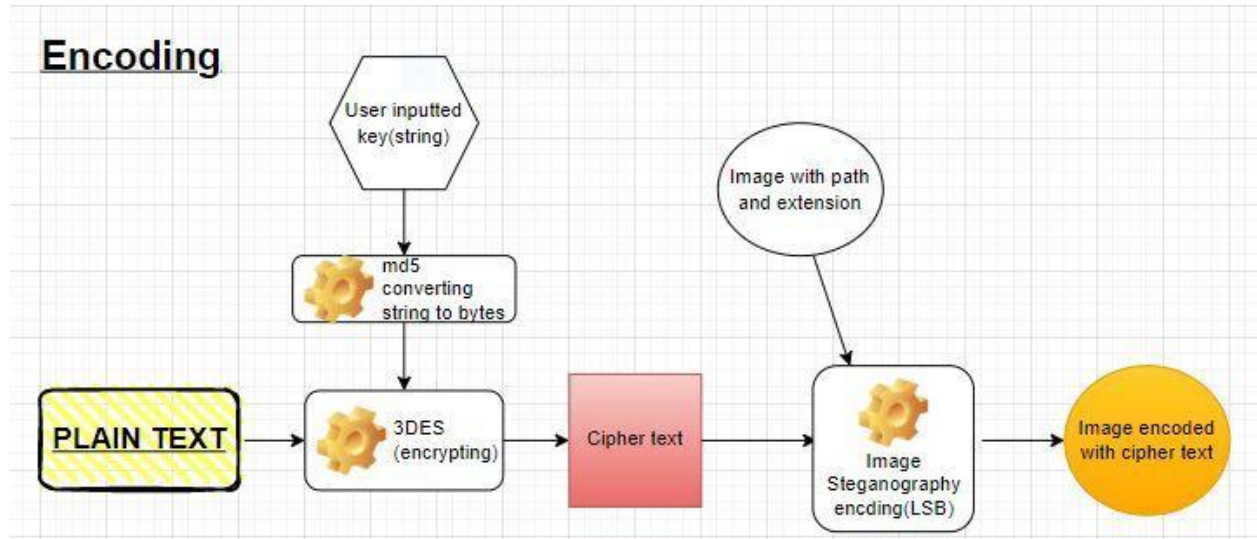 Encoding
User inputted
key(string)
Image with path
and extension
md5
converting
string to bytes
PLAIN TEXT
3DES
(encrypting)
Cipher text
Image
Steganography
encding(LSB)
Image encoded
with cipher text